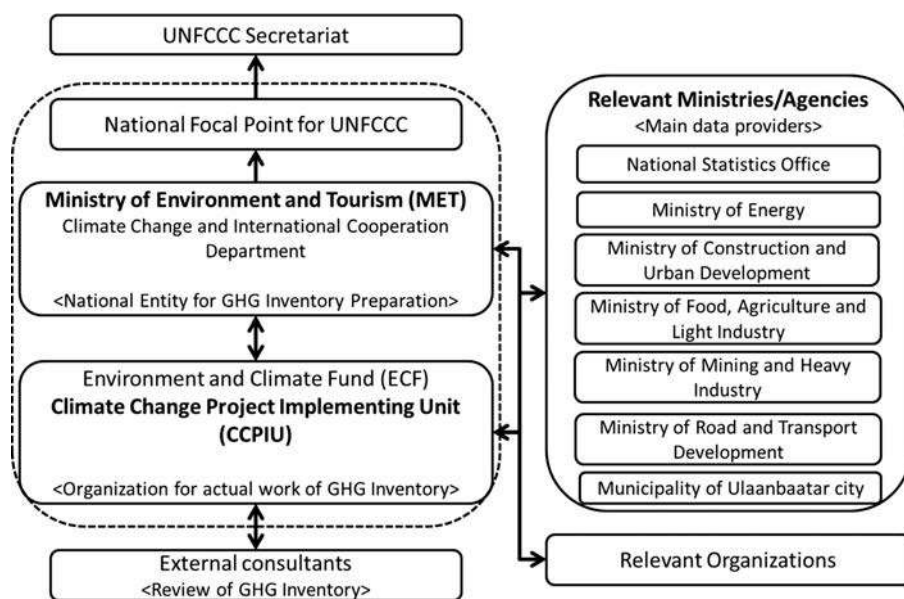 UNFCCC Secretariat
National Focal Point for UNFCCC
Ministry of Environment and Tourism (MET)
Climate Change and International Cooperation
Department
<National Entity for GHG Inventory Preparation>
Environment and Climate Fund (ECF)
Climate Change Project Implementing Unit
(CCPIU)
<Organization for actual work of GHG Inventory>
External consultants
<Review of GHG Inventory>
Relevant Ministries/Agencies
<Main data providers>
National Statistics Office
Ministry of Energy
Ministry of Construction and
Urban Development
Ministry of Food, Agriculture and
Light Industry
Ministry of Mining and Heavy
Industry
Ministry of Road and Transport
Development
Municipality of Ulaanbaatar city
Relevant Organizations